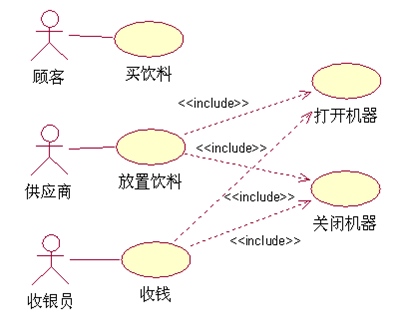 顾客
买饮料
<<include>>
打开机器
供应商
放置饮料
<<include>>
<<include>>
关闭机器
<<include>>
收银员
收钱